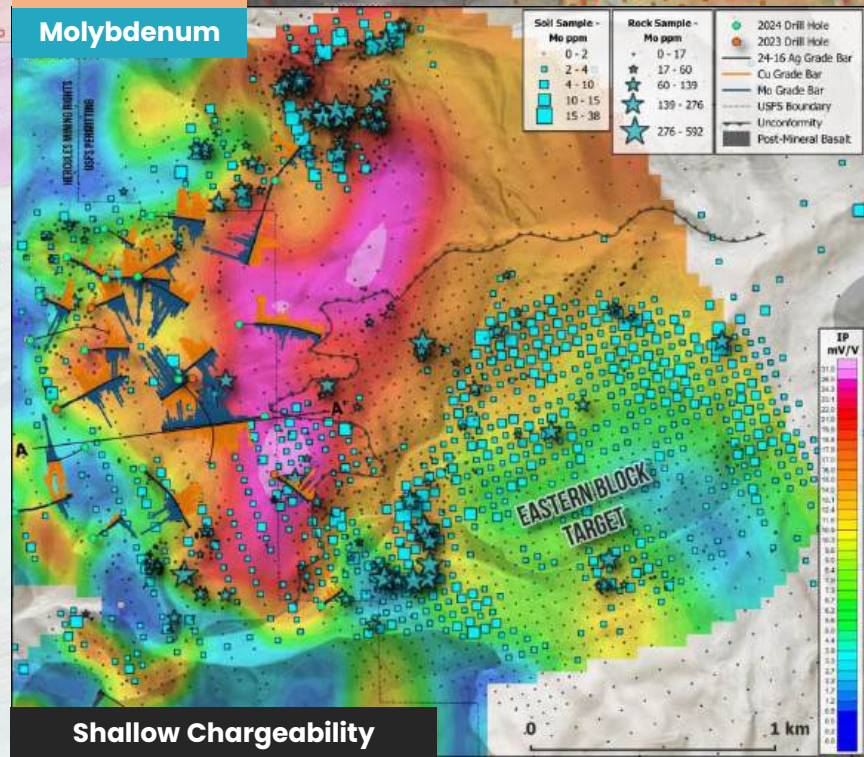 Molybdenum
Soil Sample -
Mo ppm
0 - 2
2 - 4
4 - 10
10 - 15
15 - 38
Rock Sample -
Mo ppm
0 - 17
17 - 60
60 - 139
139 - 276
276 - 592
2024 Drill Hole
2023 Drill Hole
24-16 Ag Grade Bar
Cu Grade Bar
Mo Grade Bar
USFS Boundary
Unconformity
Post-Mineral Basalt
HERCULES MINING RIGHTS
USFS PERMITTING
A
A'
EASTERN BLOCK
TARGET
IP
mV/V
0
1 km
Shallow Chargeability